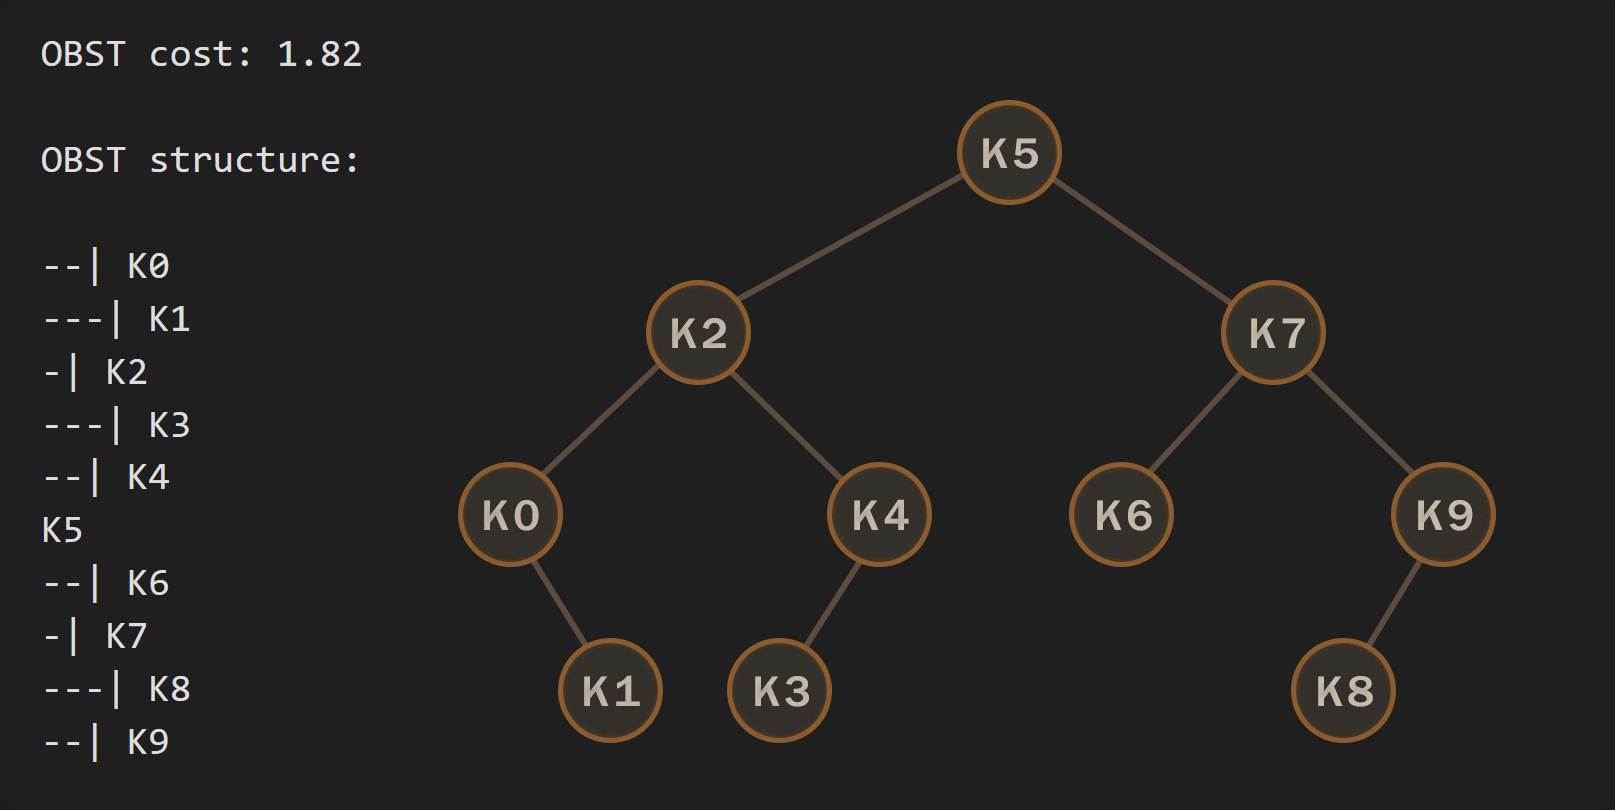 OBST cost: 1.82
OBST structure:
--| K0
---| K1
-| K2
---| K3
--| K4
K5
--| K6
-| K7
---| K8
--| K9
K5
K2 K7
K0 K4 K6 K9
K1 K3 K8